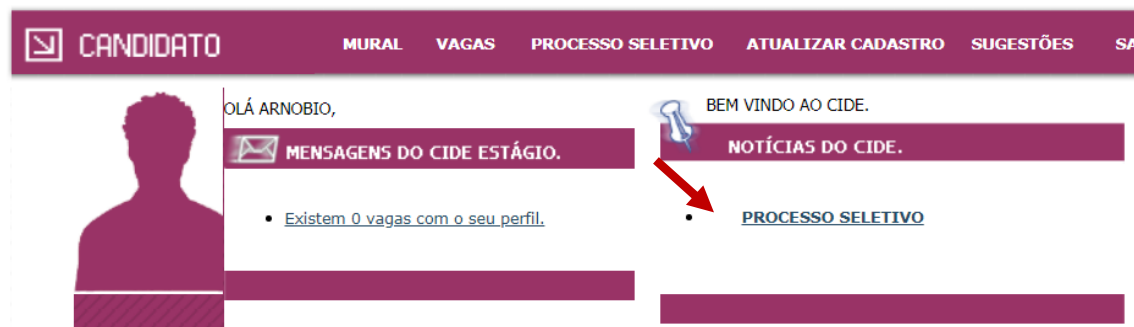 CANDIDATO
MURAL VAGAS PROCESSO SELETIVO ATUALIZAR CADASTRO SUGESTÕES
OLÁ ARNOBIO,
MENSAGENS DO CIDE ESTÁGIO.
Existem 0 vagas com o seu perfil.
BEM VINDO AO CIDE.
NOTÍCIAS DO CIDE.
PROCESSO SELETIVO